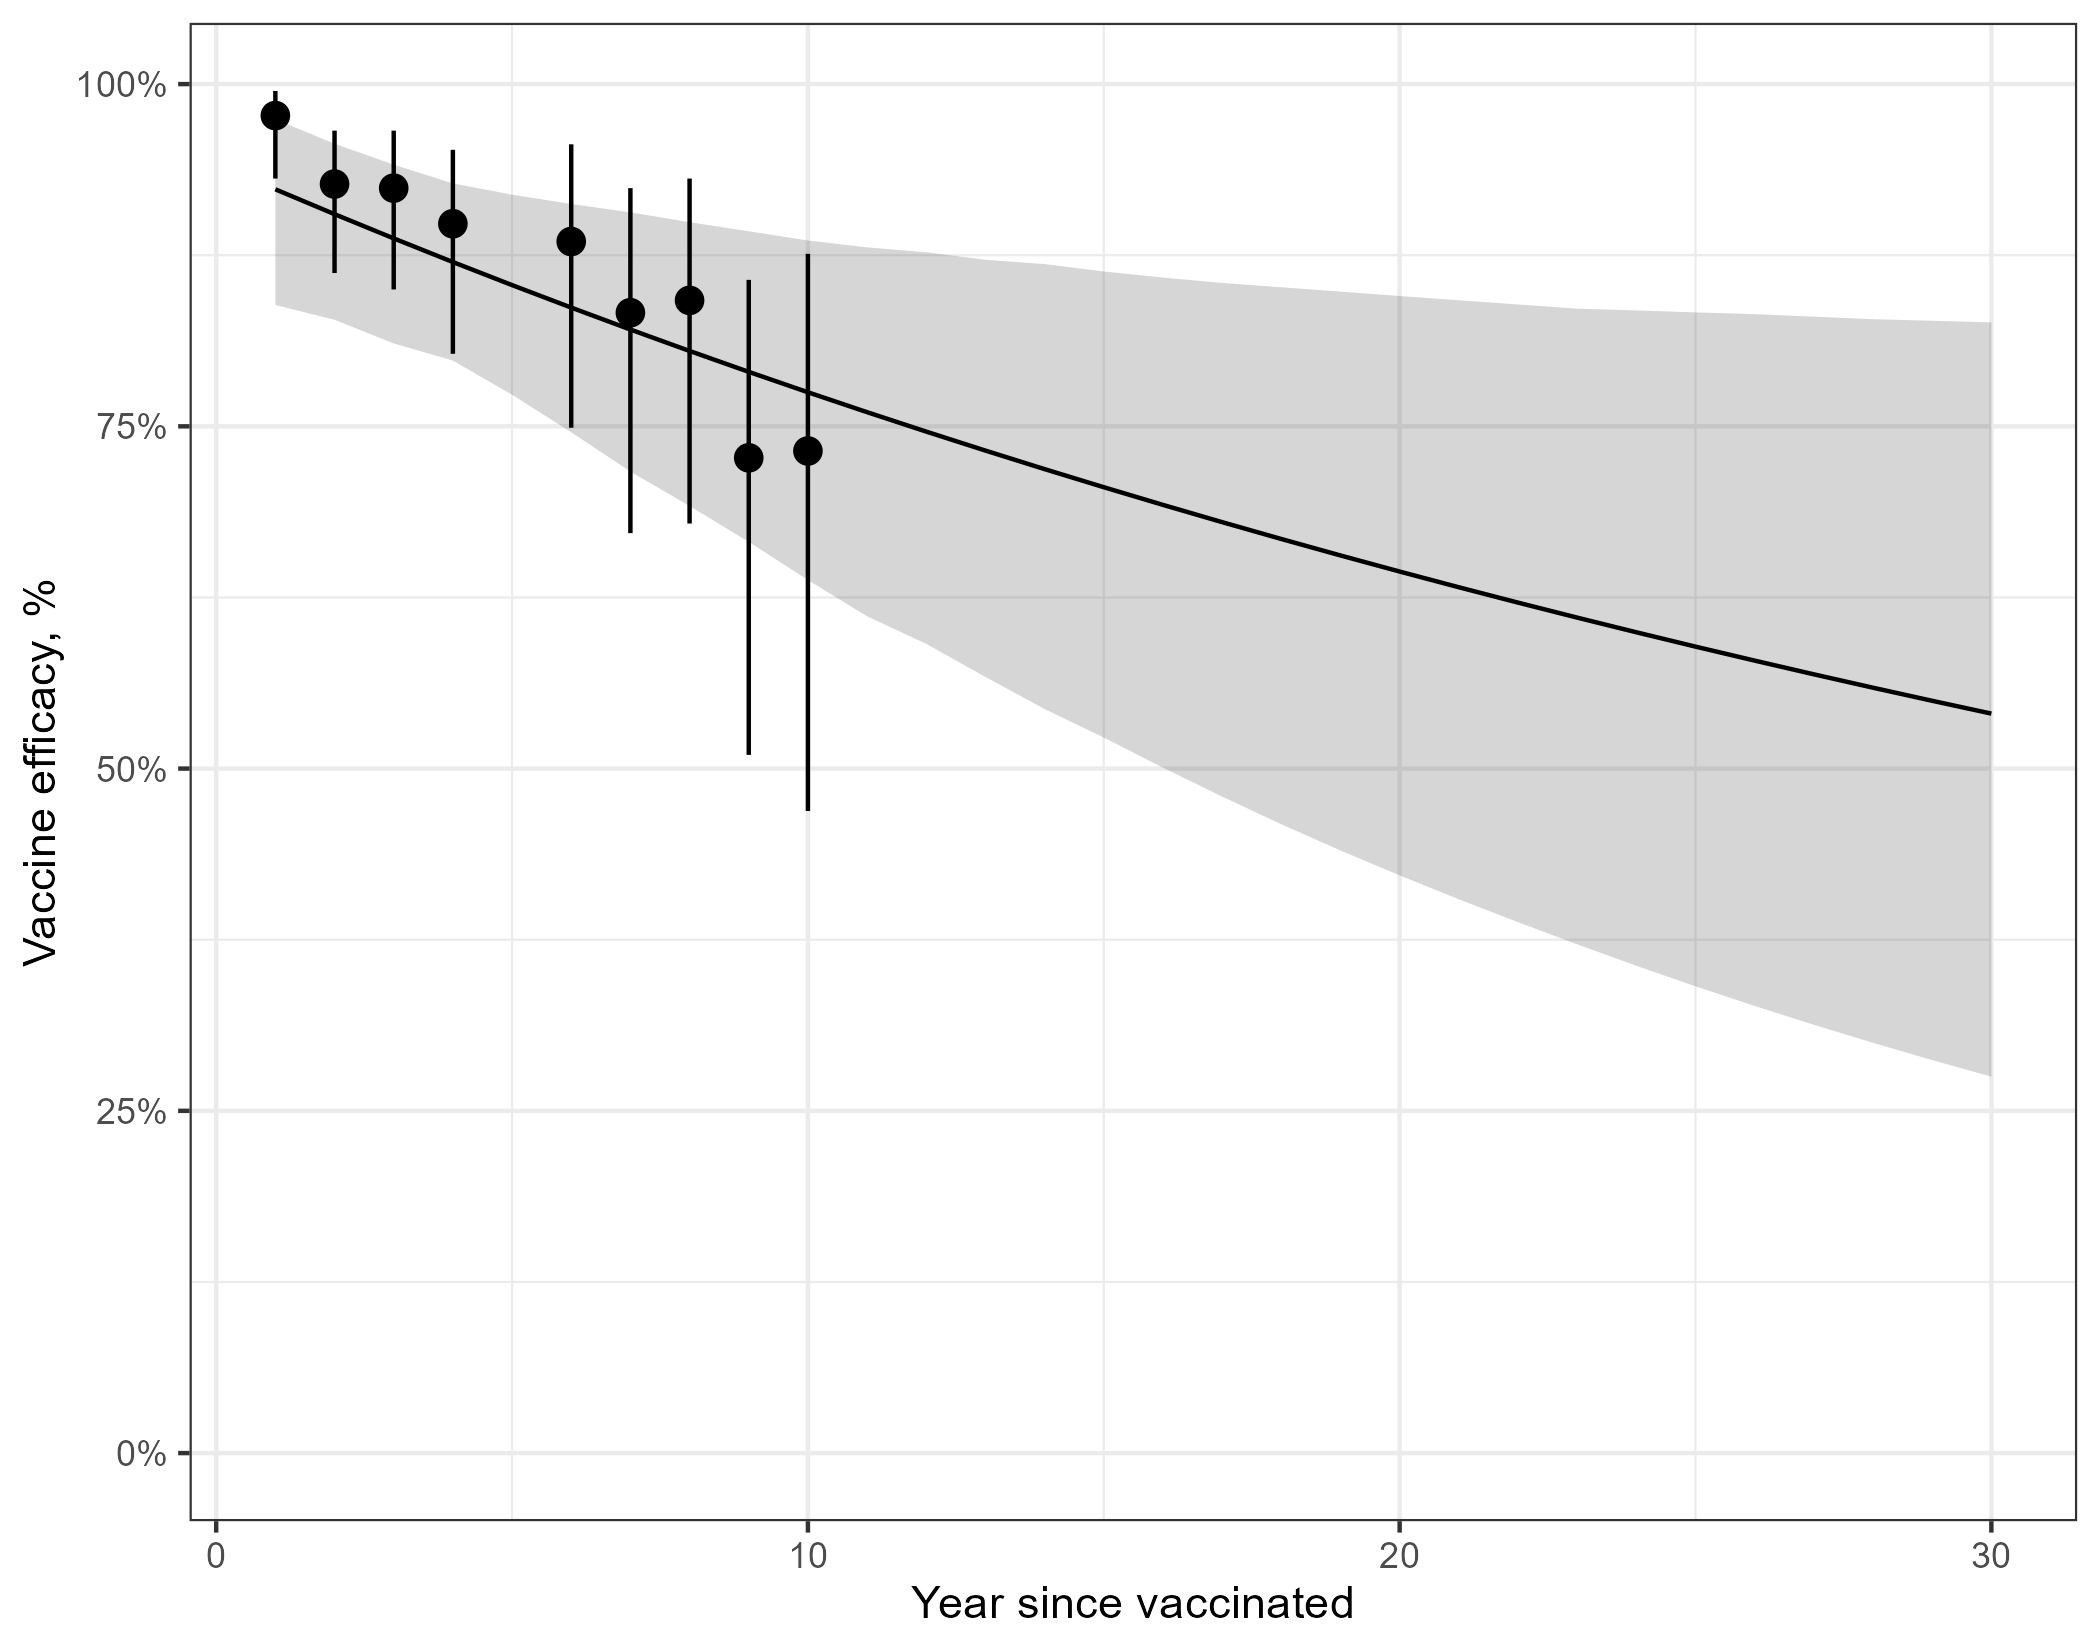 100%
75%
50%
25%
0%
Vaccine efficacy, %
0 10 20 30
Year since vaccinated